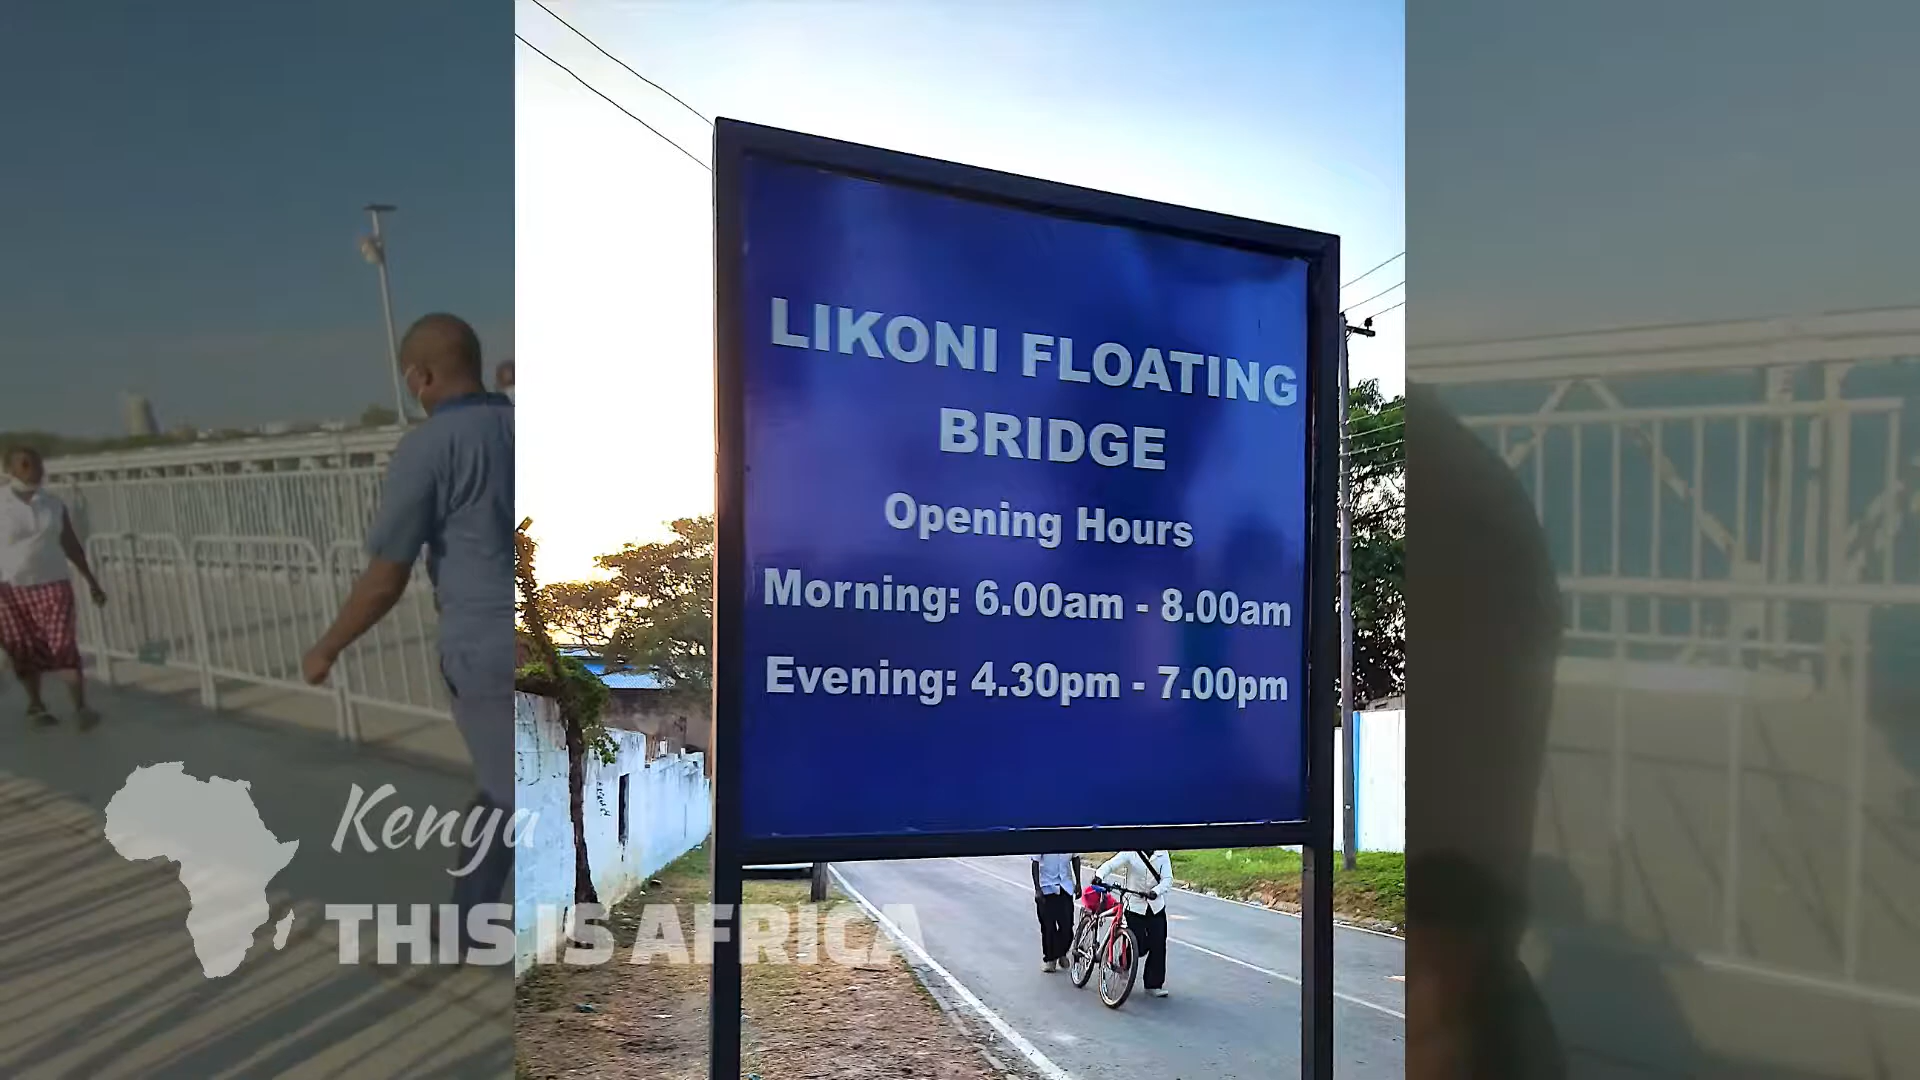 LIKONI FLOATING
BRIDGE
Opening Hours
Morning: 6.00am - 8.00am
Evening: 4.30pm - 7.00pm
Kenya
THIS IS AFRICA